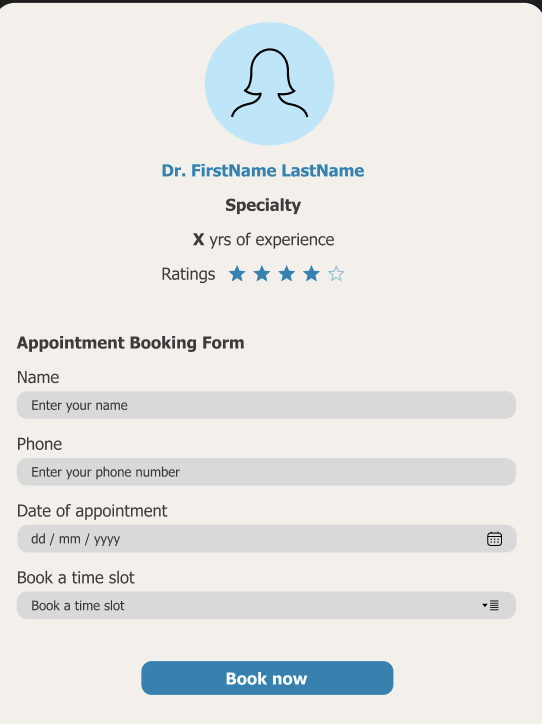 Dr. FirstName LastName
Specialty
X yrs of experience
Ratings
Appointment Booking Form
Name
Enter your name
Phone
Enter your phone number
Date of appointment
dd / mm / yyyy
Book a time slot
Book a time slot
Book now